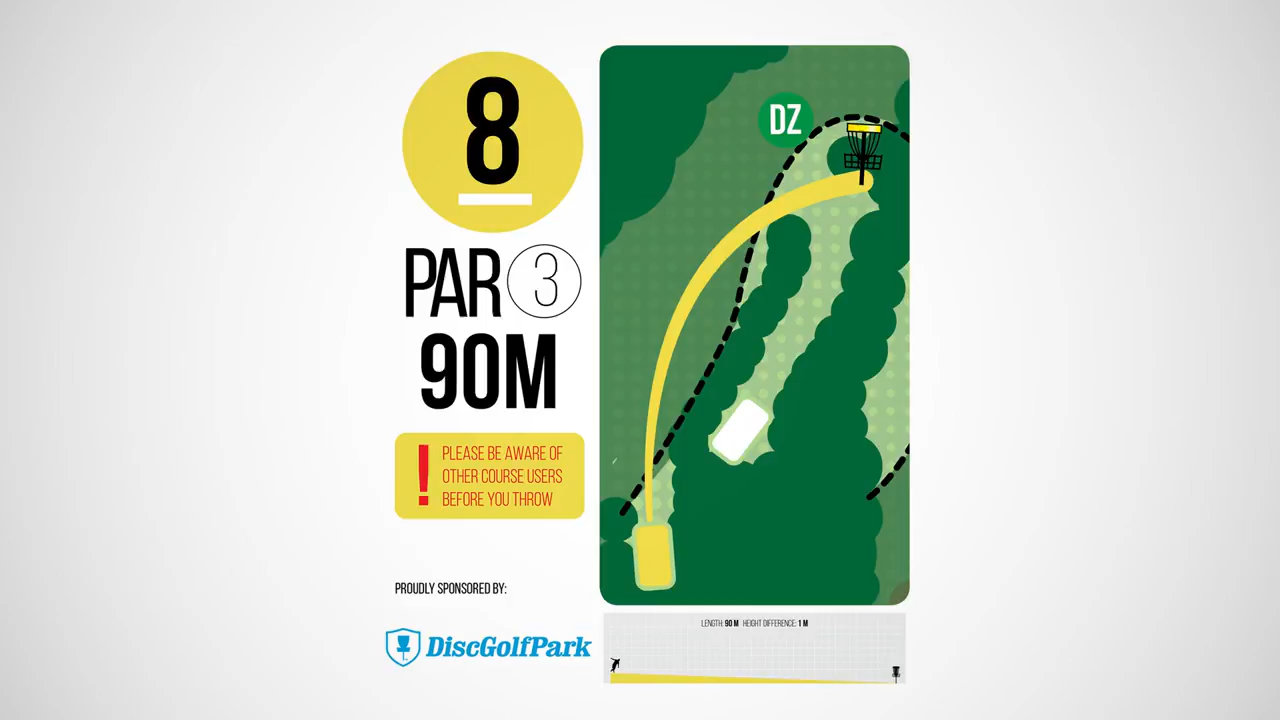 8
PAR 3
90M
! PLEASE BE AWARE OF
OTHER COURSE USERS
BEFORE YOU THROW
PROUDLY SPONSORED BY:
DiscGolfPark
DZ
LENGTH: 90 M HEIGHT DIFFERENCE: 1 M